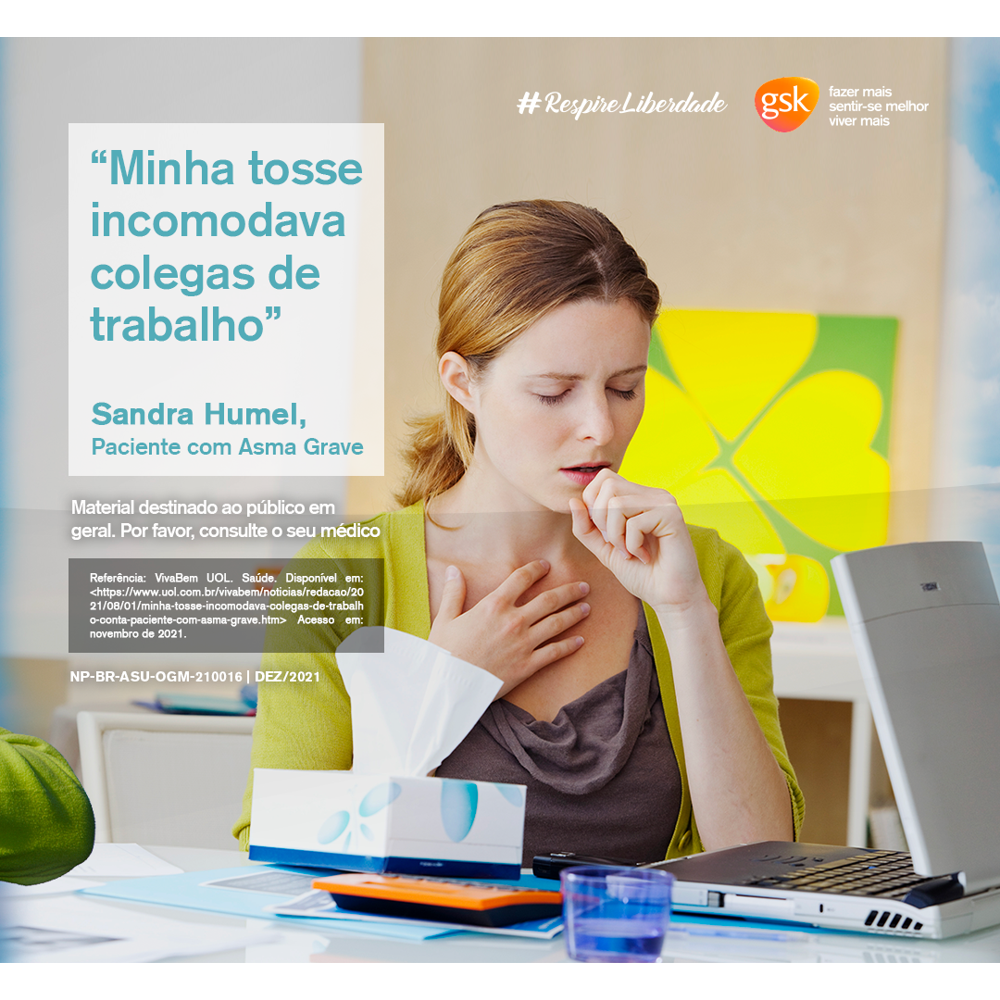 #RespireLiberdade
gsk
fazer mais
sentir-se melhor
viver mais
“Minha tosse
incomodava
colegas de
trabalho”
Sandra Humel,
Paciente com Asma Grave
Material destinado ao público em
geral. Por favor, consulte o seu médico
Referência: VivaBem UOL. Saúde. Disponível em:
<https://www.uol.com.br/vivabem/noticias/redacao/20
21/08/01/minha-tosse-incomodava-colegas-de-trabalh
o-conta-paciente-com-asma-grave.htm> Acesso em:
novembro de 2021.
NP-BR-ASU-OGM-210016 | DEZ/2021